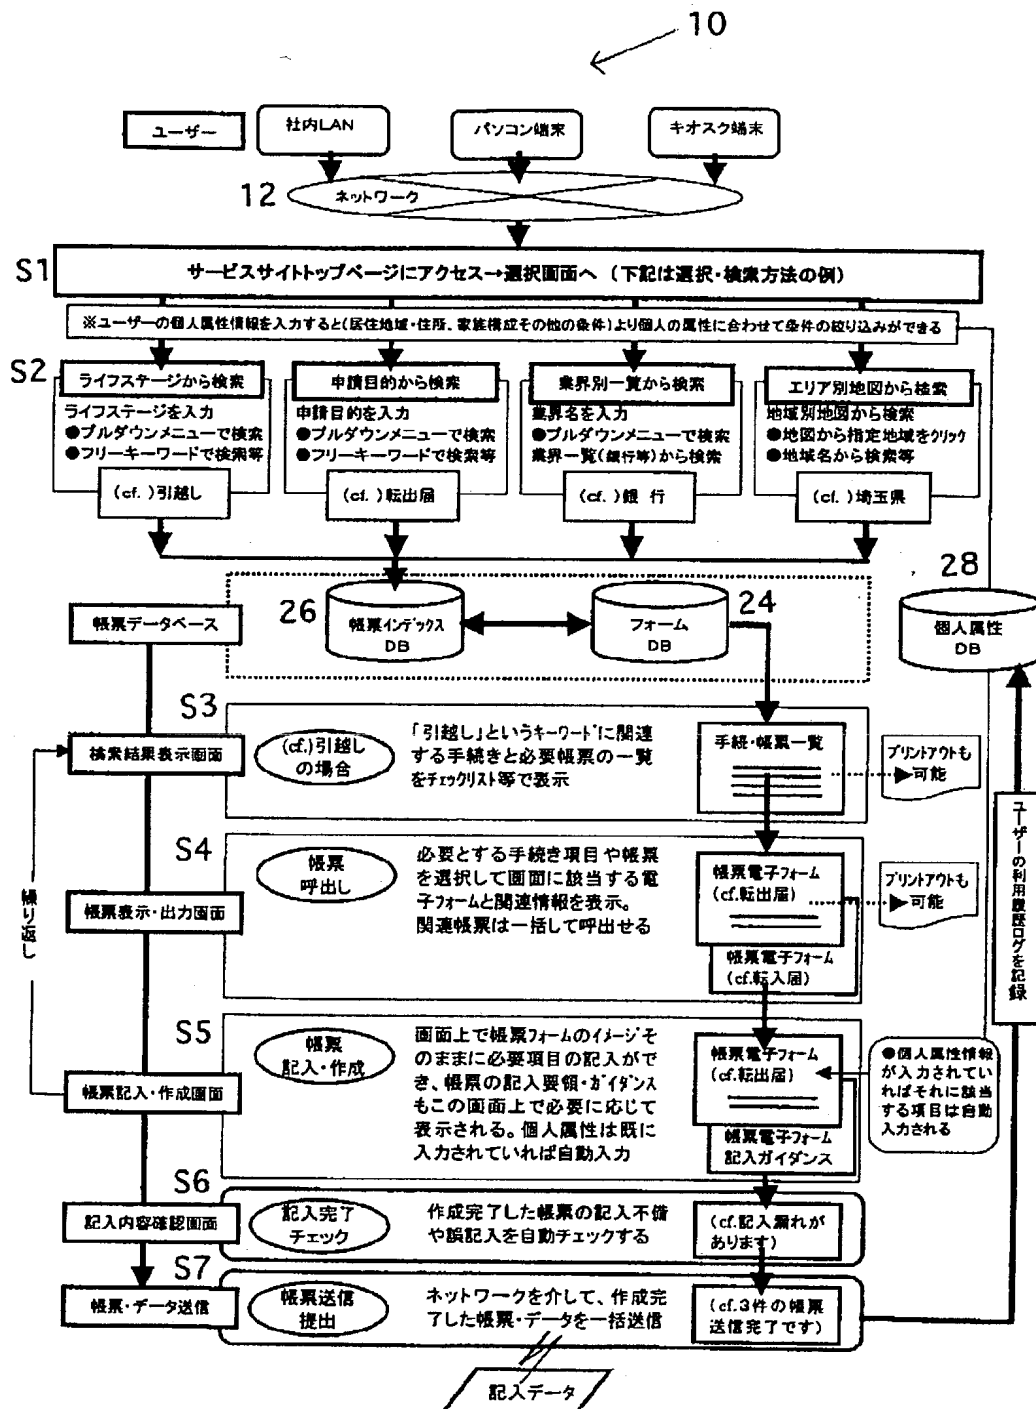 10
ユーザー
社内LAN
パソコン端末
キオスク端末
12
ネットワーク
S1
サービスサイトトップページにアクセス→選択画面へ (下記は選択・検索方法の例)
※ユーザーの個人属性情報を入力すると(居住地域・住所、家族構成その他の条件)より個人の属性に合わせて条件の絞り込みができる
S2
ライフステージから検索
ライフステージを入力
●プルダウンメニューで検索
●フリーキーワードで検索等
(cf.)引越し
申請目的から検索
申請目的を入力
●プルダウンメニューで検索
●フリーキーワードで検索等
(cf.)転出届
業界別一覧から検索
業界名を入力
●プルダウンメニューで検索
業界一覧(銀行等)から検索
(cf.)銀 行
エリア別地図から検索
地域別地図から検索
●地図から指定地域をクリック
●地域名から検索等
(cf.)埼玉県
帳票データベース
26
帳票インデックス
DB
24
フォーム
DB
28
個人属性
DB
S3
検索結果表示画面
(cf.)引越し
の場合
「引越し」というキーワードに関連
する手続きと必要帳票の一覧
をチェックリスト等で表示
手続・帳票一覧
プリントアウトも
可能
S4
帳票表示・出力画面
帳票
呼出し
必要とする手続き項目や帳票
を選択して画面に該当する電
子フォームと関連情報を表示。
関連帳票は一括して呼出せる
帳票電子フォーム
(cf.転出届)
帳票電子フォーム
(cf.転入届)
プリントアウトも
可能
繰り返し
ユーザーの利用履歴ログを記録
S5
帳票記入・作成画面
帳票
記入・作成
画面上で帳票フォームのイメージそ
のままに必要項目の記入がで
き、帳票の記入要領・ガイダンス
もこの画面上で必要に応じて
表示される。個人属性は既に
入力されていれば自動入力
帳票電子フォーム
(cf.転出届)
帳票電子フォーム
記入ガイダンス
●個人属性情報
が入力されてい
ればそれに該当
する項目は自動
入力される
S6
記入内容確認画面
記入完了
チェック
作成完了した帳票の記入不備
や誤記入を自動チェックする
(cf.記入漏れが
あります)
S7
帳票・データ送信
帳票送信
提出
ネットワークを介して、作成完
了した帳票・データを一括送信
(cf.3件の帳票
送信完了です)
記入データ